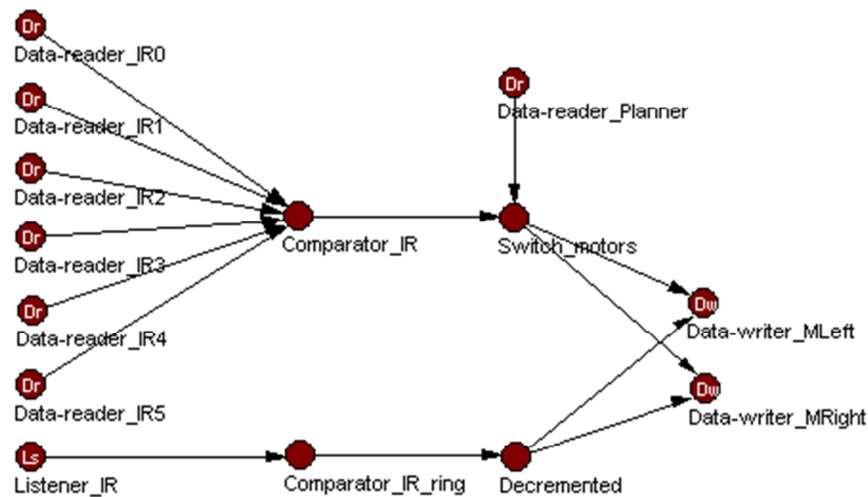 Dr
Data-reader_IR0
Dr
Data-reader_IR1
Dr
Data-reader_IR2
Dr
Data-reader_IR3
Dr
Data-reader_IR4
Dr
Data-reader_IR5
Ls
Listener_IR
Comparator_IR
Comparator_IR_ring
Dr
Data-reader_Planner
Switch_motors
Decremented
Dw
Data-writer_MLeft
Dw
Data-writer_MRight